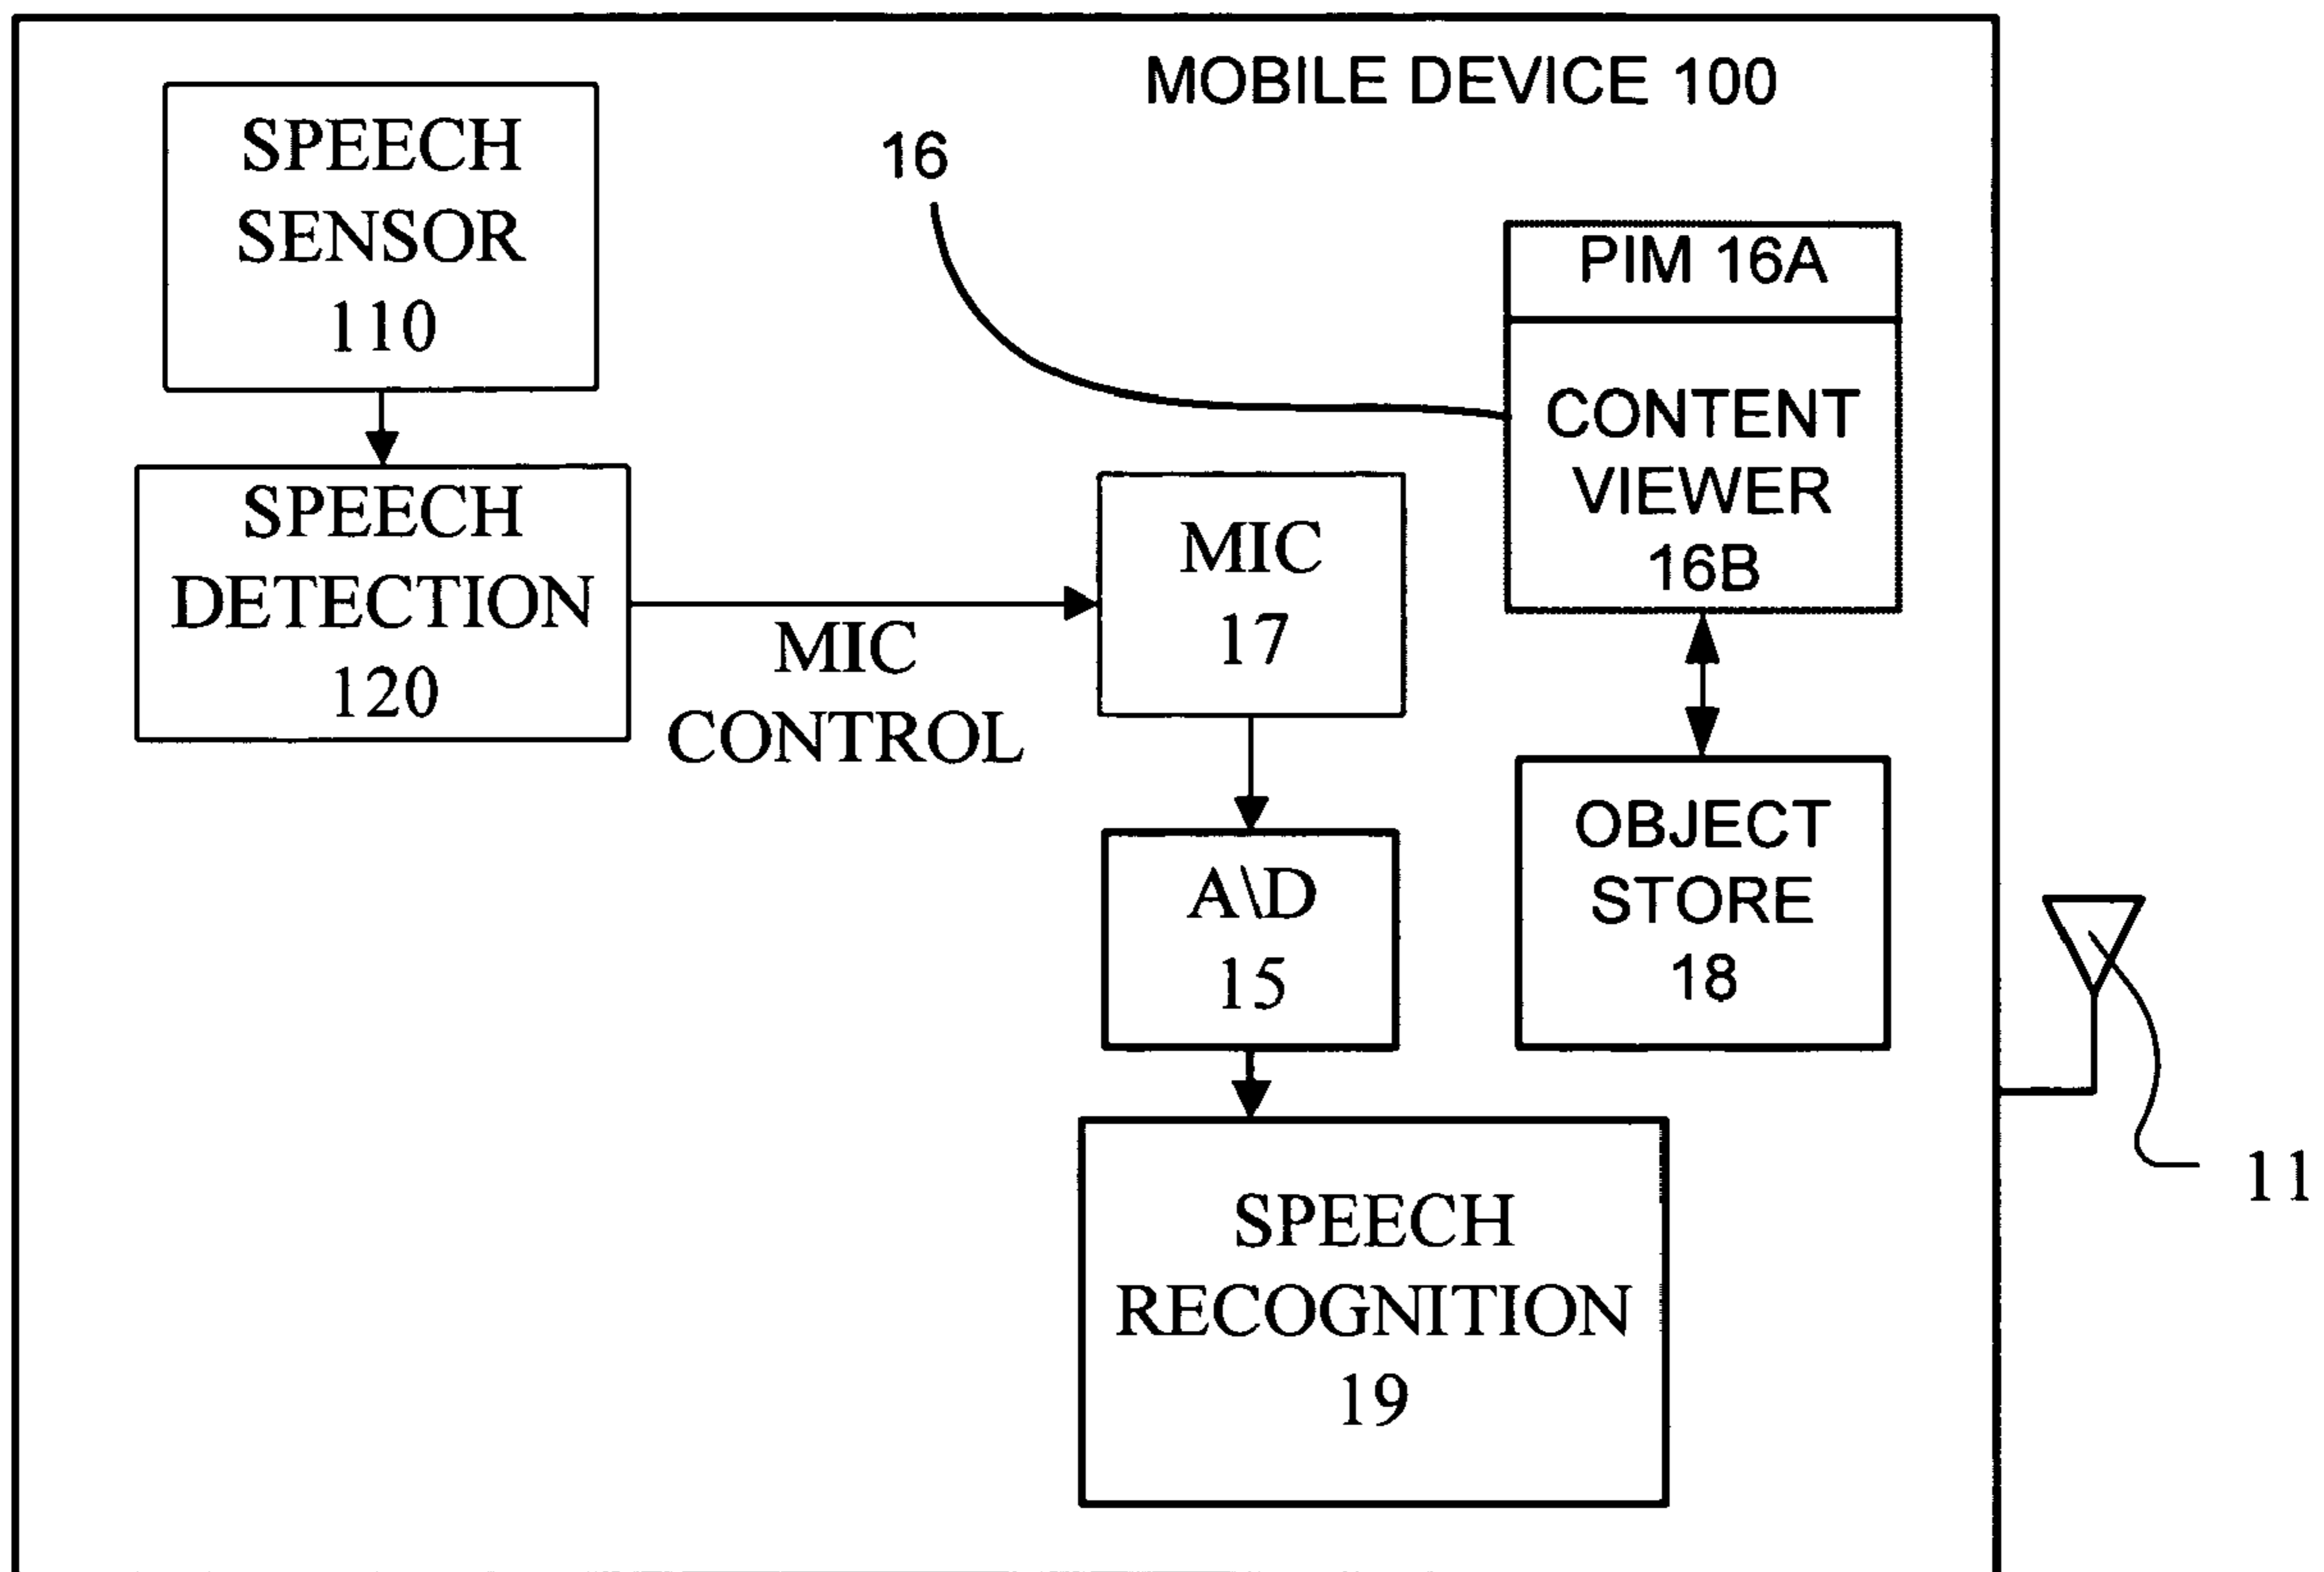 MOBILE DEVICE 100
SPEECH
SENSOR
110
16
PIM 16A
CONTENT
VIEWER
16B
SPEECH
DETECTION
120
MIC
CONTROL
MIC
17
A\D
15
OBJECT
STORE
18
SPEECH
RECOGNITION
19
11